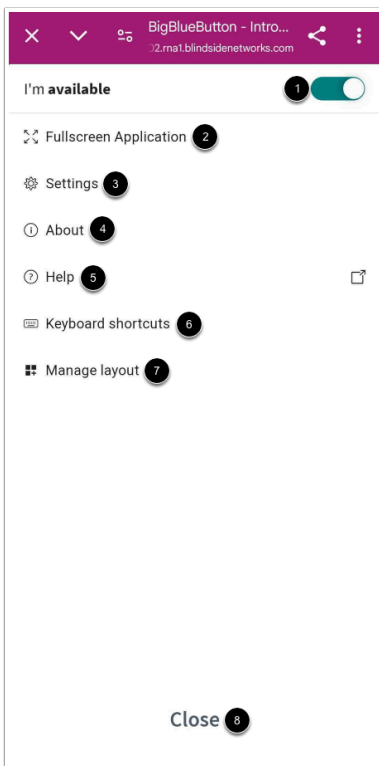 BigBlueButton - Intro...
02.rna1.blindsidenetworks.com
I'm available 1
Fullscreen Application 2
Settings 3
About 4
Help 5
Keyboard shortcuts 6
Manage layout 7
Close 8